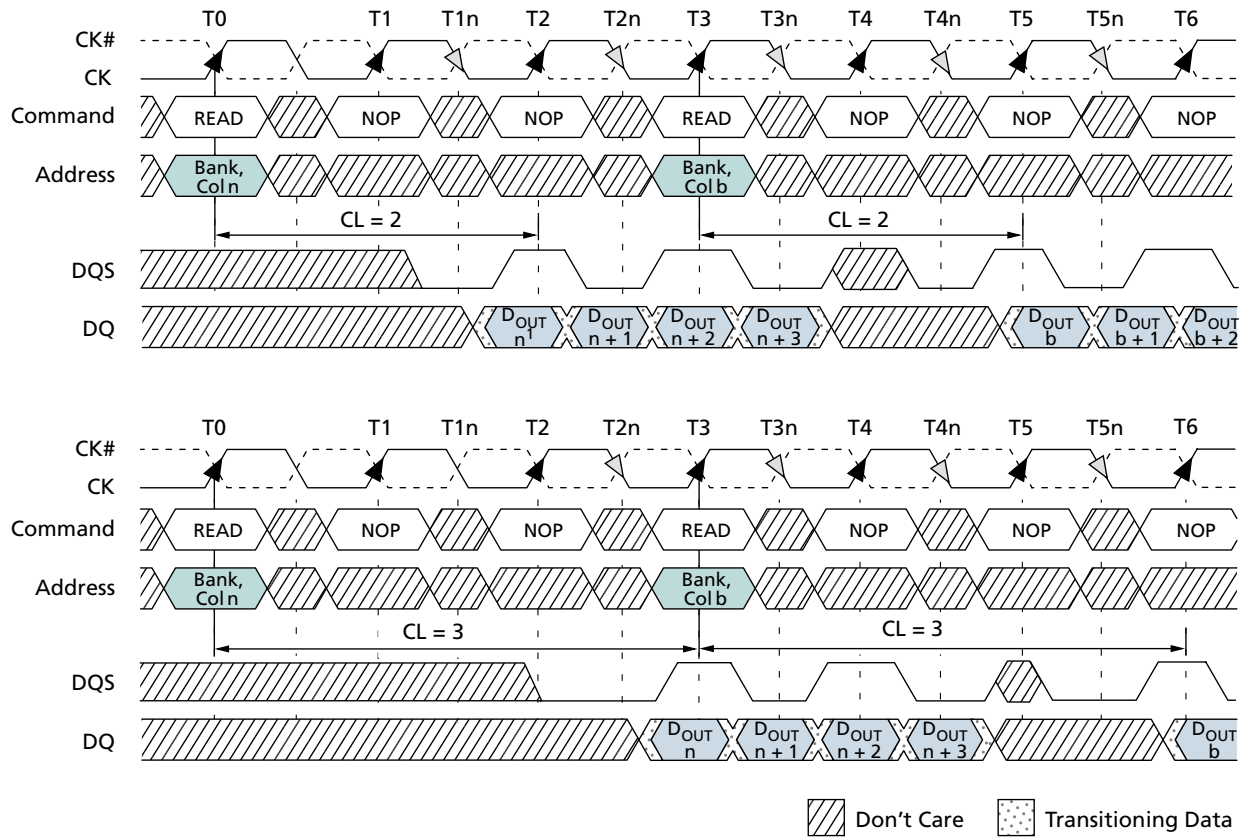 T0 T1 T1n T2 T2n T3 T3n T4 T4n T5 T5n T6
CK#
CK
Command READ NOP NOP READ NOP NOP NOP
Address Bank, Col n Bank, Col b
CL = 2 CL = 2
DQS
DQ DOUT n1 DOUT n + 1 DOUT n + 2 DOUT n + 3 DOUT b DOUT b + 1 DOUT b + 2
T0 T1 T1n T2 T2n T3 T3n T4 T4n T5 T5n T6
CK#
CK
Command READ NOP NOP READ NOP NOP NOP
Address Bank, Col n Bank, Col b
CL = 3 CL = 3
DQS
DQ DOUT n DOUT n + 1 DOUT n + 2 DOUT n + 3 DOUT b
Don't Care Transitioning Data